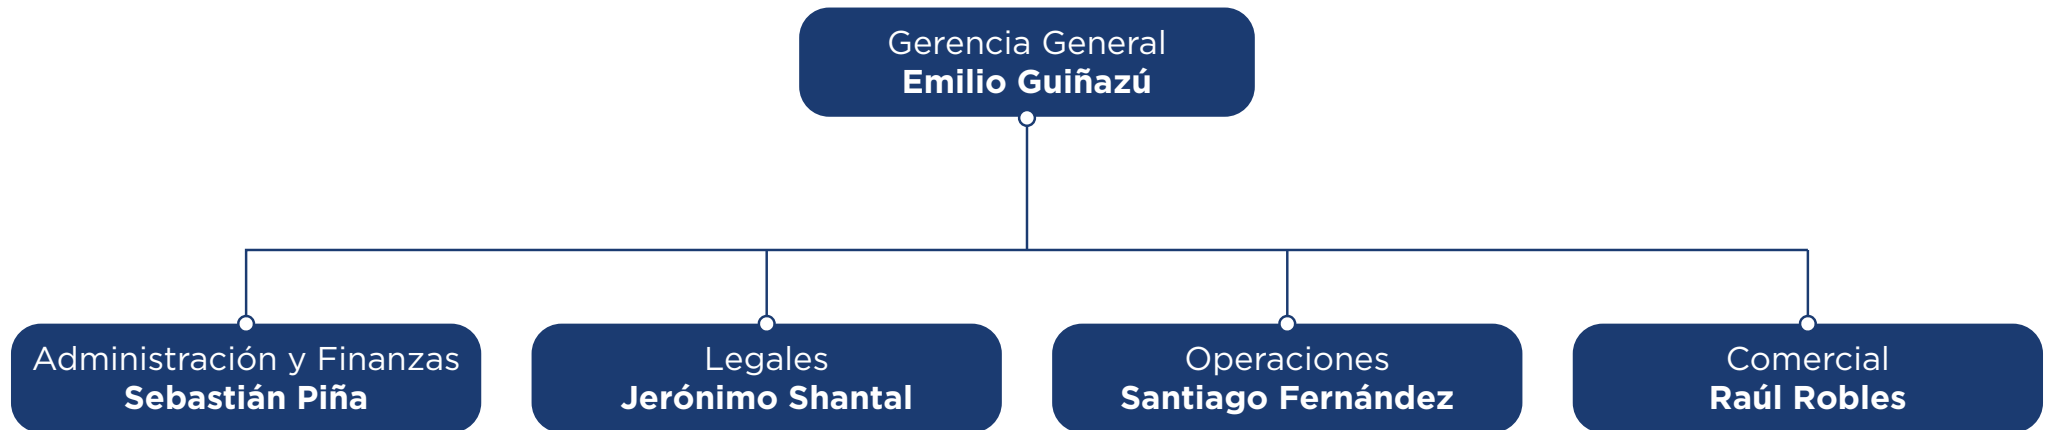 Gerencia General
Emilio Guiñazú
Administración y Finanzas
Sebastián Piña
Legales
Jerónimo Shantal
Operaciones
Santiago Fernández
Comercial
Raúl Robles